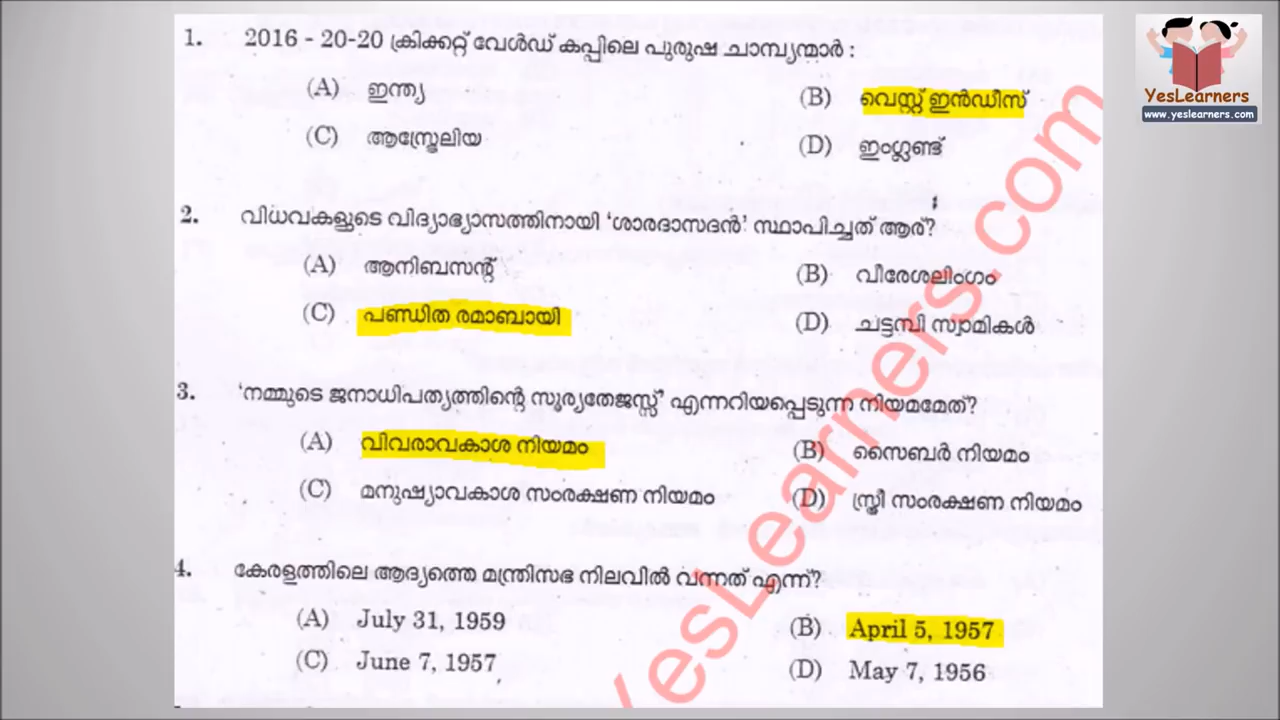 YesLearners
www.yeslearners.com
1. 2016 - 20-20 ക്രിക്കറ്റ് വേൾഡ് കപ്പിലെ പുരുഷ ചാമ്പ്യന്മാർ :
(A) ഇന്ത്യ (B) വെസ്റ്റ് ഇൻഡീസ്
(C) ആസ്ത്രേലിയ (D) ഇംഗ്ലണ്ട്
2. വിധവകളുടെ വിദ്യാഭ്യാസത്തിനായി 'ശാരദാസദൻ' സ്ഥാപിച്ചത് ആര്?
(A) ആനിബസന്റ് (B) വീരേശലിംഗം
(C) പണ്ഡിത രമാബായി (D) ചട്ടമ്പി സ്വാമികൾ
3. 'നമ്മുടെ ജനാധിപത്യത്തിന്റെ സൂര്യതേജസ്സ്' എന്നറിയപ്പെടുന്ന നിയമമേത്?
(A) വിവരാവകാശ നിയമം (B) സൈബർ നിയമം
(C) മനുഷ്യാവകാശ സംരക്ഷണ നിയമം (D) സ്ത്രീ സംരക്ഷണ നിയമം
4. കേരളത്തിലെ ആദ്യത്തെ മന്ത്രിസഭ നിലവിൽ വന്നത് എന്ന്?
(A) July 31, 1959 (B) April 5, 1957
(C) June 7, 1957 (D) May 7, 1956
YesLearners.com